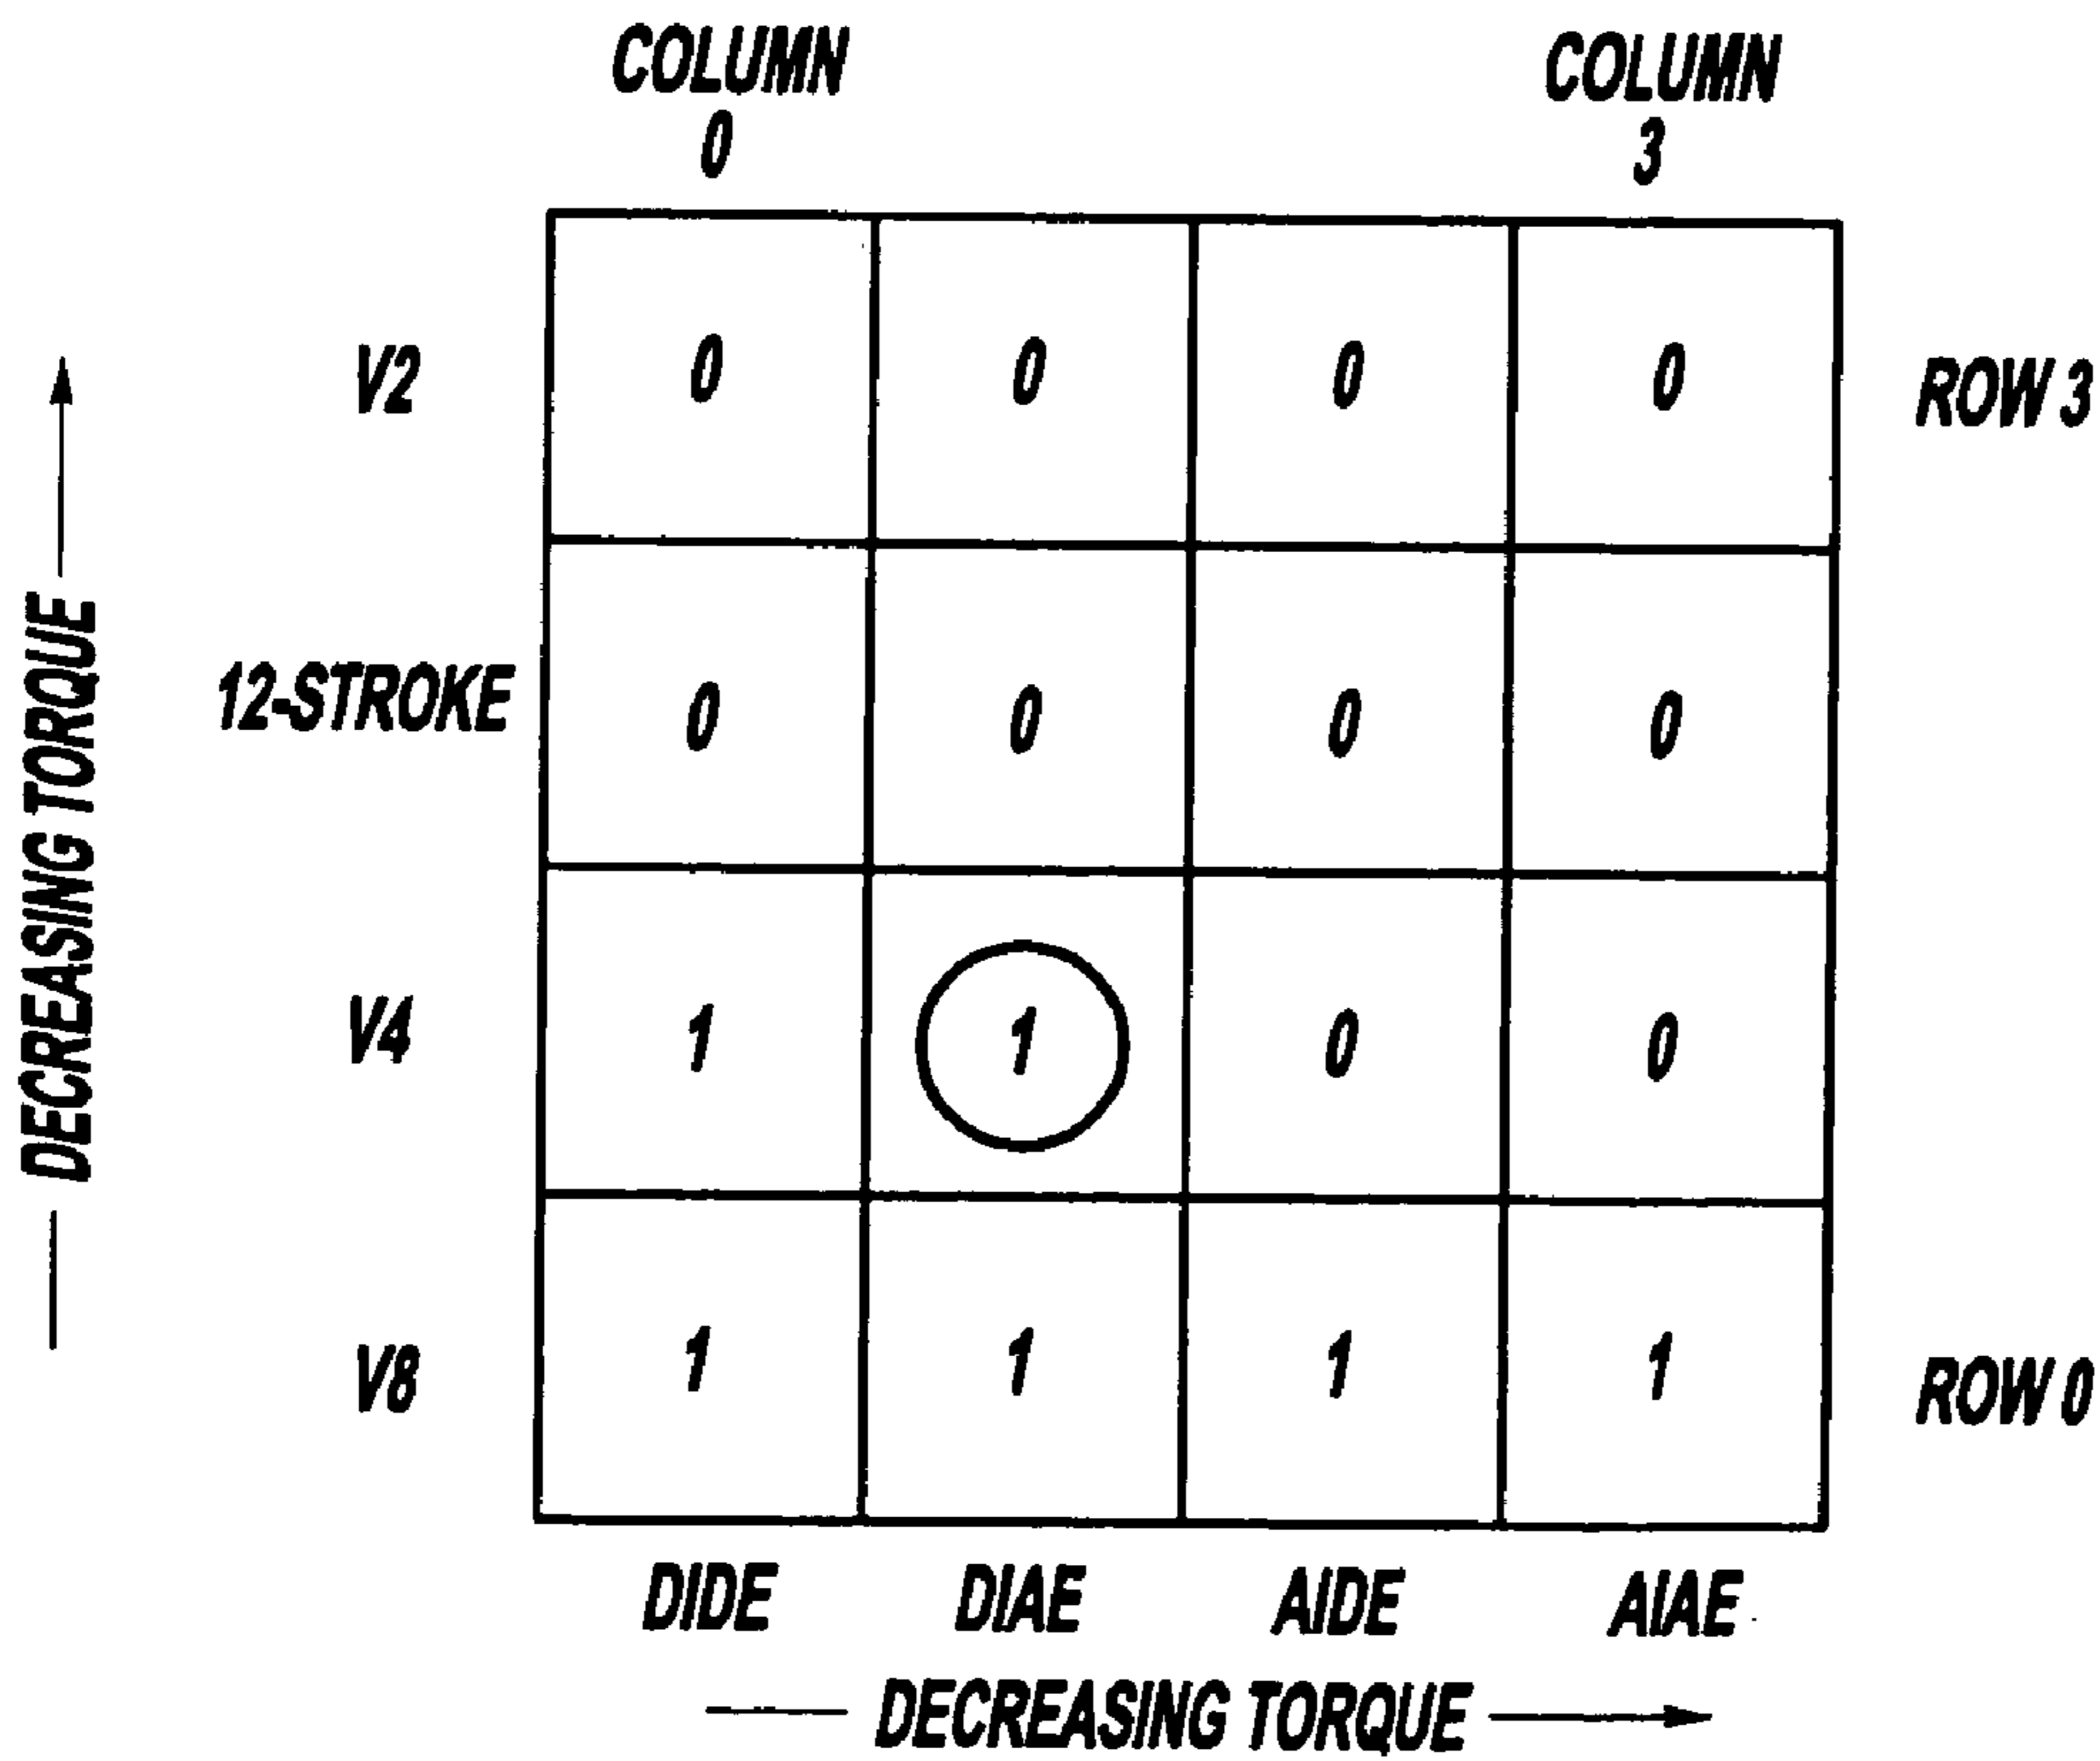 COLUMN 0
COLUMN 3
V2 0 0 0 0 ROW 3
12-STROKE 0 0 0 0
V4 1 1 0 0
V8 1 1 1 1 ROW 0
DIDE DIAE AIDE AIAE
DECREASING TORQUE
DECREASING TORQUE